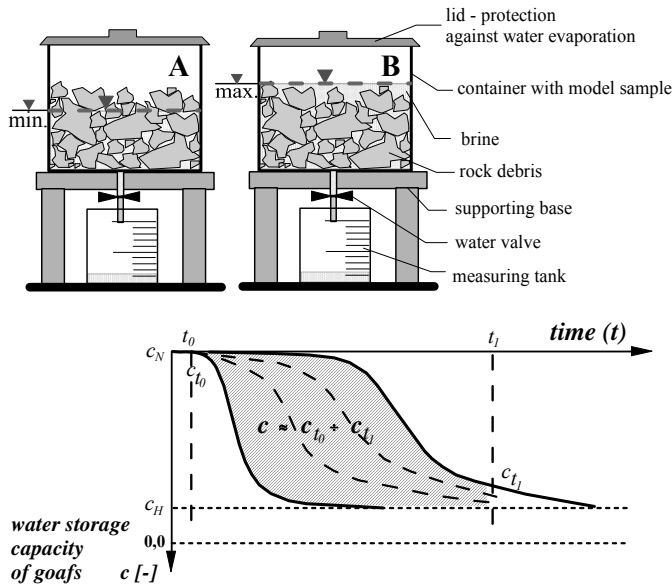 lid - protection
against water evaporation
A
B
container with model sample
min.
max.
brine
rock debris
supporting base
water valve
measuring tank
t0
t1
time (t)
cN
ct0
c ≈ ct0 ÷ ct1
ct1
cH
water storage
capacity
of goafs
0,0
c [-]